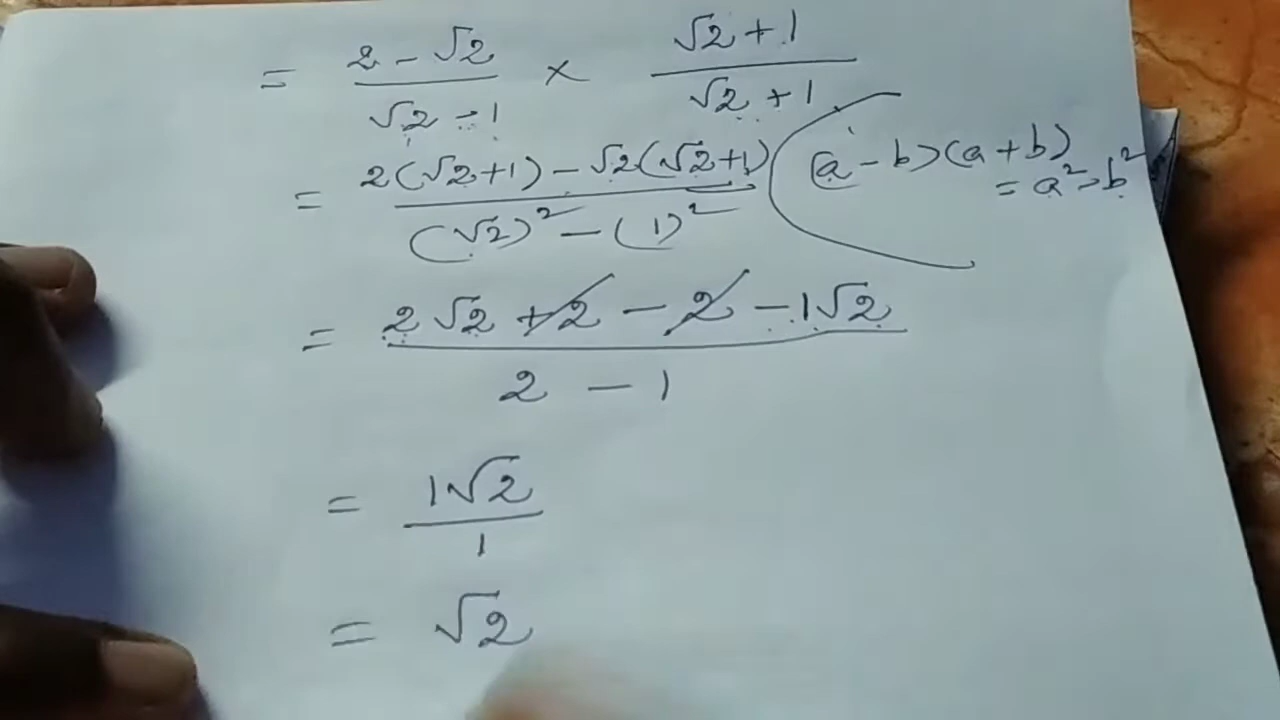 = (2 - √2)/(√2 - 1) × (√2 + 1)/(√2 + 1)
= (2(√2+1) - √2(√2+1))/((√2)² - (1)²)
(a - b)(a + b)
= a² - b²
= (2√2 + 2 - 2 - 1√2)/(2 - 1)
= 1√2/1
= √2